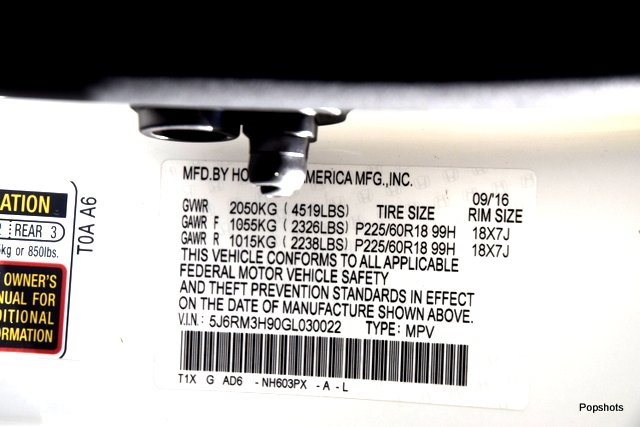 MFD.BY AMERICA MFG.,INC.
09/'16
GVWR 2050KG ( 4519LBS) TIRE SIZE RIM SIZE
GAWR F 1055KG ( 2326LBS) P225/60R18 99H 18X7J
GAWR R 1015KG ( 2238LBS) P225/60R18 99H 18X7J
THIS VEHICLE CONFORMS TO ALL APPLICABLE
FEDERAL MOTOR VEHICLE SAFETY
AND THEFT PREVENTION STANDARDS IN EFFECT
ON THE DATE OF MANUFACTURE SHOWN ABOVE.
V.I.N.: 5J6RM3H90GL030022 TYPE: MPV
T1X G AD6 -NH603PX -A-L
ATION
REAR 3
kg or 850lbs.
T0A A6
OWNER'S
NUAL FOR
DITIONAL
ORMATION
Popshots